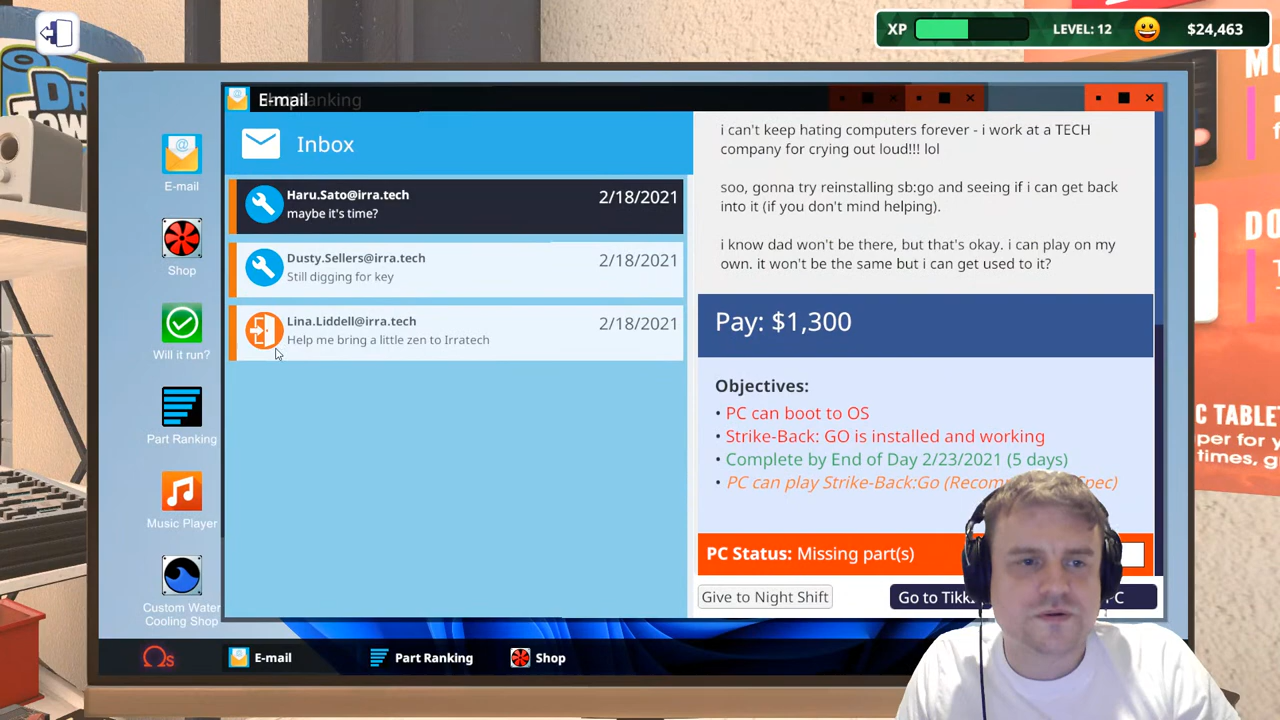 XP
LEVEL: 12
$24,463
E-mail
Inbox
Haru.Sato@irra.tech
2/18/2021
maybe it's time?
Dusty.Sellers@irra.tech
2/18/2021
Still digging for key
Lina.Liddell@irra.tech
2/18/2021
Help me bring a little zen to Irratech
i can't keep hating computers forever - i work at a TECH
company for crying out loud!!! lol
soo, gonna try reinstalling sb:go and seeing if i can get back
into it (if you don't mind helping).
i know dad won't be there, but that's okay. i can play on my
own. it won't be the same but i can get used to it?
Pay: $1,300
Objectives:
• PC can boot to OS
• Strike-Back: GO is installed and working
• Complete by End of Day 2/23/2021 (5 days)
• PC can play Strike-Back:Go
PC Status: Missing part(s)
Give to Night Shift
Go to
E-mail
Shop
Will it run?
Part Ranking
Music Player
Custom Water
Cooling Shop
Ωs
E-mail
Part Ranking
Shop